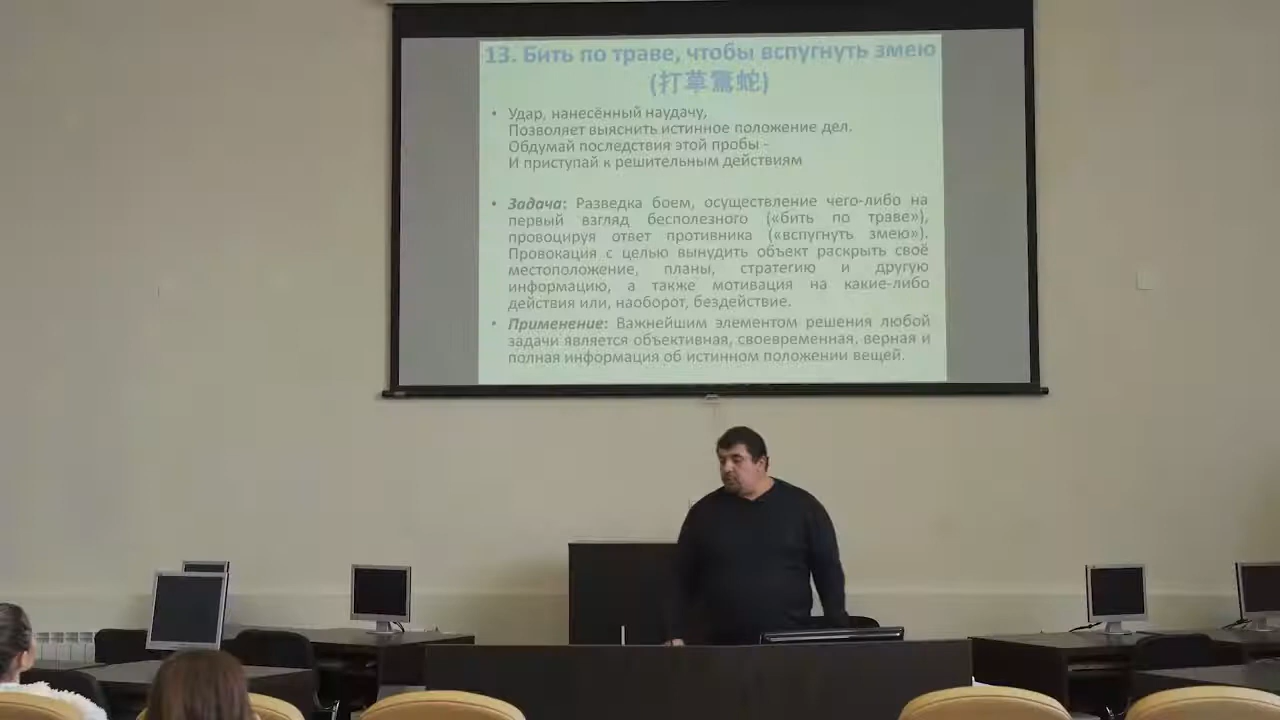 13. Бить по траве, чтобы вспугнуть змею
(打草驚蛇)
• Удар, нанесённый наудачу,
Позволяет выяснить истинное положение дел.
Обдумай последствия этой пробы -
И приступай к решительным действиям
• Задача: Разведка боем, осуществление чего-либо на
первый взгляд бесполезного («бить по траве»),
провоцируя ответ противника («вспугнуть змею»).
Провокация с целью вынудить объект раскрыть своё
местоположение, планы, стратегию и другую
информацию, а также мотивация на какие-либо
действия или, наоборот, бездействие.
• Применение: Важнейшим элементом решения любой
задачи является объективная, своевременная, верная и
полная информация об истинном положении вещей.